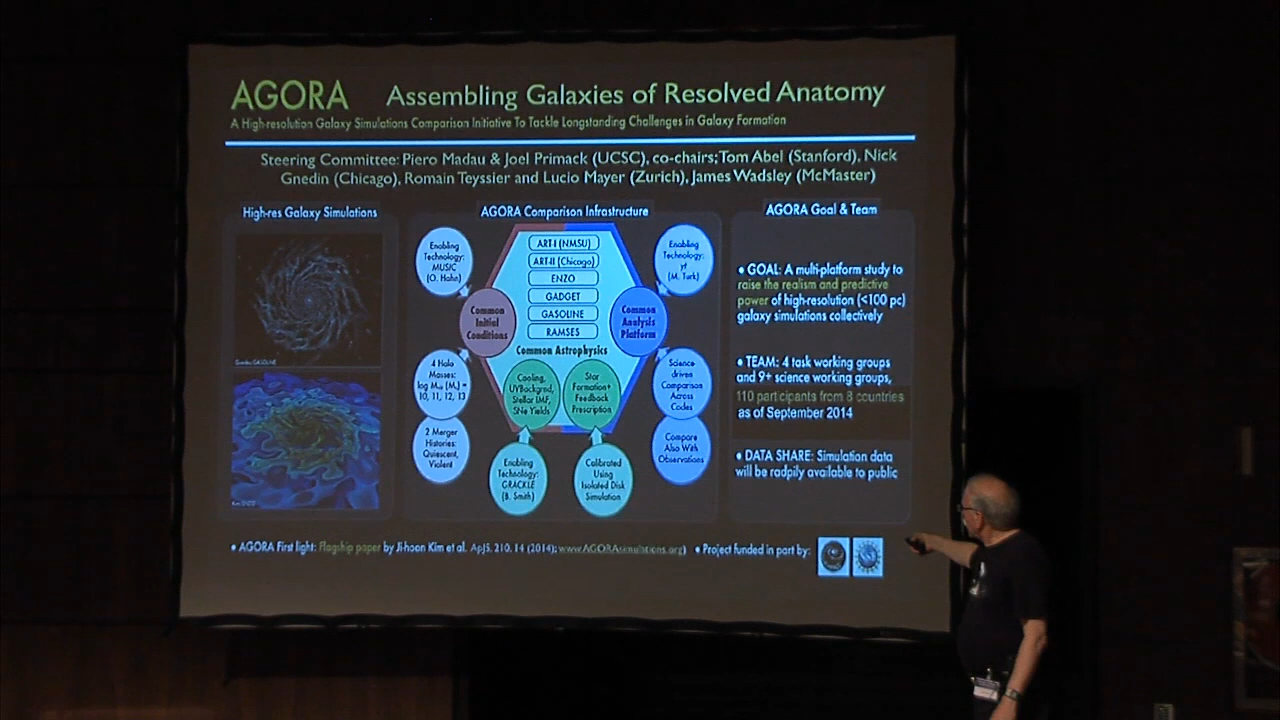 AGORA Assembling Galaxies of Resolved Anatomy
A High-resolution Galaxy Simulations Comparison Initiative To Tackle Longstanding Challenges in Galaxy Formation
Steering Committee: Piero Madau & Joel Primack (UCSC), co-chairs; Tom Abel (Stanford), Nick
Gnedin (Chicago), Romain Teyssier and Lucio Mayer (Zurich), James Wadsley (McMaster)
High-res Galaxy Simulations
AGORA Comparison Infrastructure
Enabling
Technology:
MUSIC
(O. Hahn)
ART-I (NMSU)
ART-II (Chicago)
ENZO
GADGET
GASOLINE
RAMSES
Enabling
Technology:
yt
(M. Turk)
Common
Initial
Conditions
Common
Analysis
Platform
Common Astrophysics
4 Halo
Masses:
10, 11, 12, 13
Cooling,
UV Backgrnd,
Stellar IMF,
SNe Yields
Star
Formation+
Feedback
Prescription
Science
driven
Comparison
Across
Codes
2 Merger
Histories:
Quiescent,
Violent
Enabling
Technology:
GRACKLE
(B. Smith)
Calibrated
Using
Isolated Disk
Simulation
Compare
Also With
Observations
AGORA Goal & Team
• GOAL: A multi-platform study to
raise the realism and predictive
power of high-resolution (<100 pc)
galaxy simulations collectively
• TEAM: 4 task working groups
and 9+ science working groups,
110 participants from 8 countries
as of September 2014
• DATA SHARE: Simulation data
will be radpily available to public
• AGORA First light: Flagship paper by Ji-hoon Kim et al. ApJS, 210, 14 (2014); www.AGORAsimulations.org) • Project funded in part by: